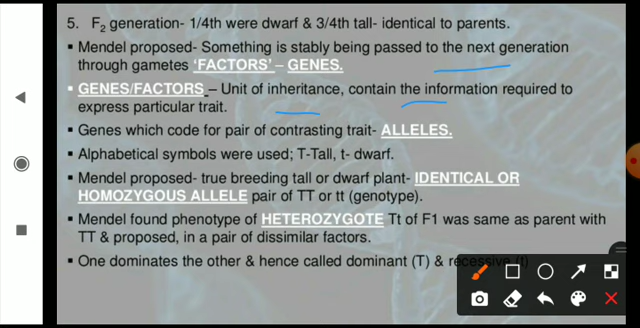 5. F2 generation- 1/4th were dwarf & 3/4th tall- identical to parents.
▪ Mendel proposed- Something is stably being passed to the next generation
through gametes ‘FACTORS’ – GENES.
▪ GENES/FACTORS – Unit of inheritance, contain the information required to
express particular trait.
▪ Genes which code for pair of contrasting trait- ALLELES.
▪ Alphabetical symbols were used; T-Tall, t- dwarf.
▪ Mendel proposed- true breeding tall or dwarf plant- IDENTICAL OR
HOMOZYGOUS ALLELE pair of TT or tt (genotype).
▪ Mendel found phenotype of HETEROZYGOTE Tt of F1 was same as parent with
TT & proposed, in a pair of dissimilar factors.
▪ One dominates the other & hence called dominant (T) & recessive (t)